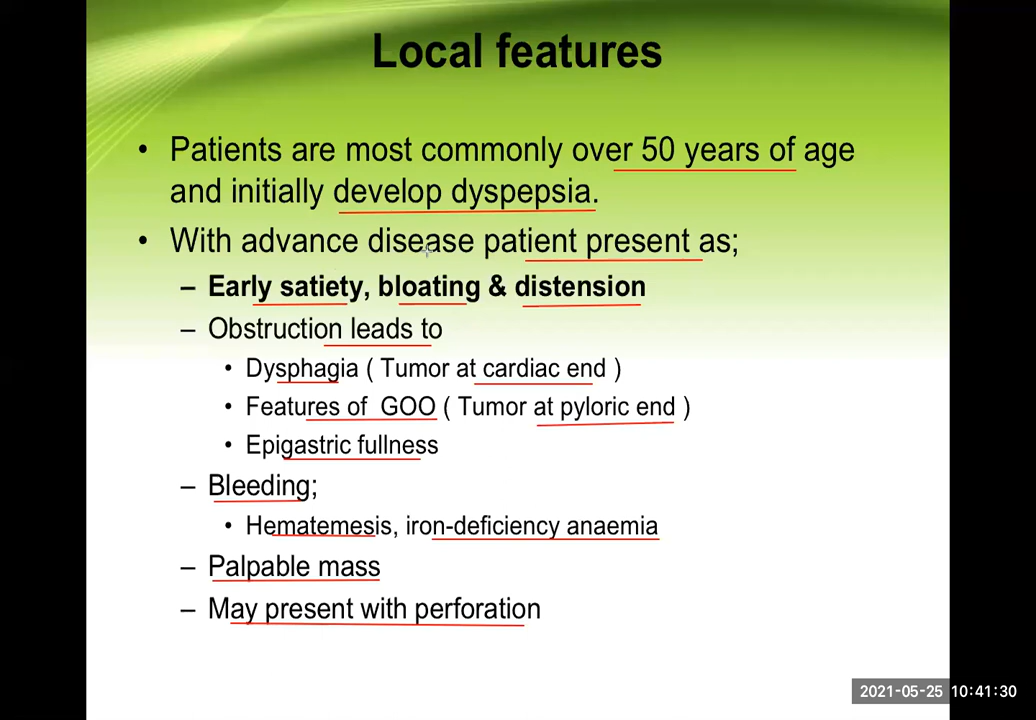 Local features
• Patients are most commonly over 50 years of age
and initially develop dyspepsia.
• With advance disease patient present as;
– Early satiety, bloating & distension
– Obstruction leads to
• Dysphagia ( Tumor at cardiac end )
• Features of GOO ( Tumor at pyloric end )
• Epigastric fullness
– Bleeding;
• Hematemesis, iron-deficiency anaemia
– Palpable mass
– May present with perforation
2021-05-25 10:41:30